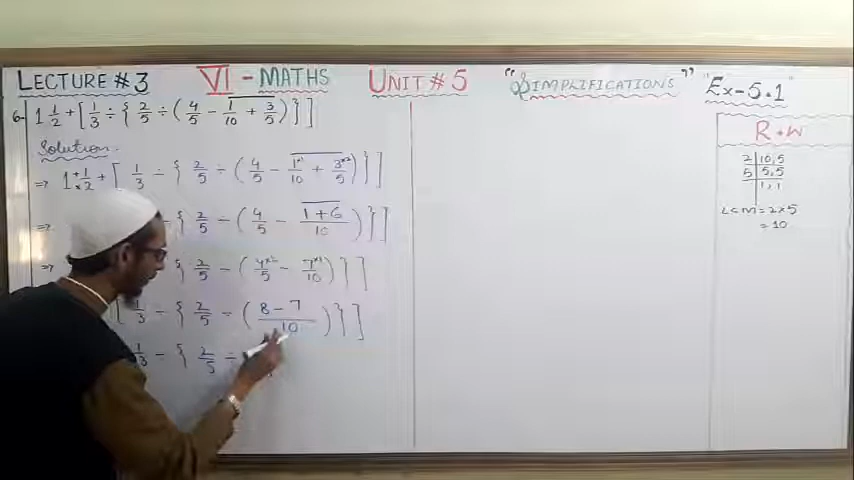 LECTURE #3 VI - MATHS UNIT # 5 "SIMPLIFICATIONS" "Ex-5.1"
6- 1 1/2 + [ 1/3 ÷ { 2/5 ÷ ( 4/5 - 1/10 + 3/5 ) } ]
Solution:
=> 1 1/2 + [ 1/3 ÷ { 2/5 ÷ ( 4/5 - 1×1/10 + 3×2/5 ) } ]
=> { 2/5 ÷ ( 4/5 - 1+6/10 ) } ]
=> { 2/5 ÷ ( 4×2/5 - 7×1/10 ) } ]
[ 1/3 ÷ { 2/5 ÷ ( 8-7/10 ) } ]
1/3 ÷ { 2/5 ÷
R.W
2 | 10,5
5 | 5,5
1,1
LCM = 2×5
= 10